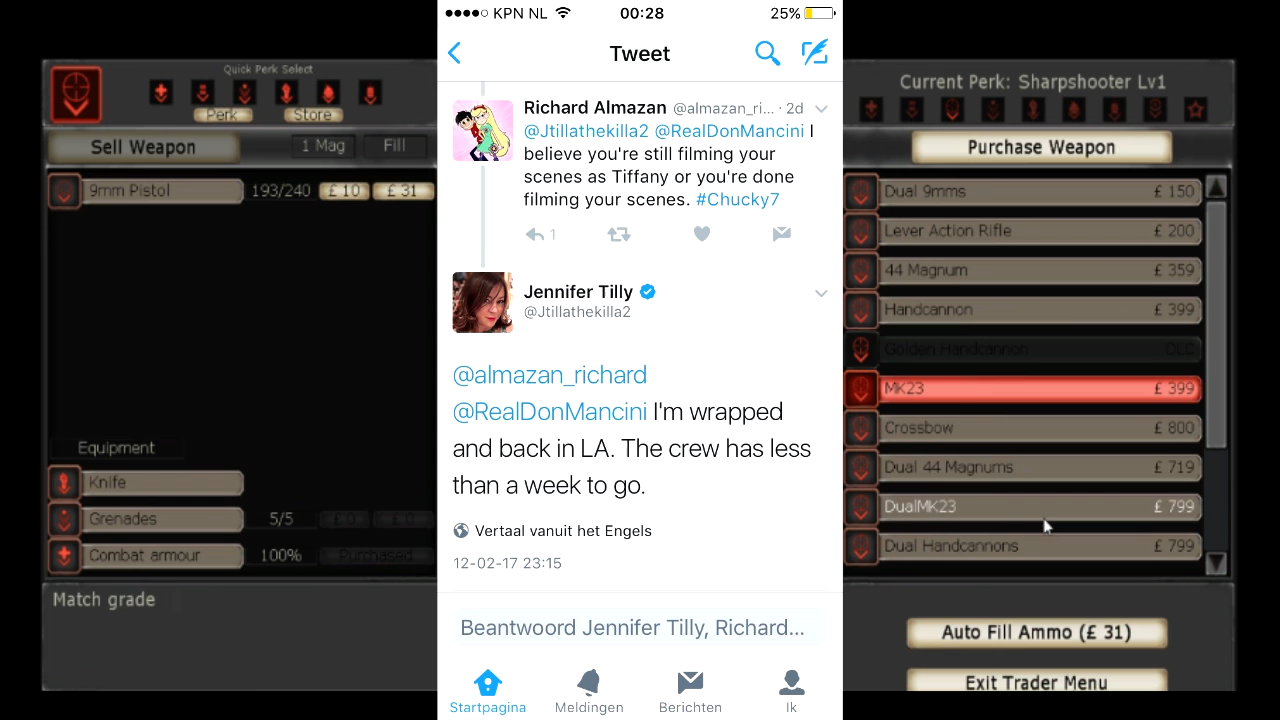 KPN NL
00:28
25%
Tweet
Richard Almazan @almazan_ri... · 2d
@Jtillathekilla2 @RealDonMancini I
believe you're still filming your
scenes as Tiffany or you're done
filming your scenes. #Chucky7
1
Jennifer Tilly
@Jtillathekilla2
@almazan_richard
@RealDonMancini I'm wrapped
and back in LA. The crew has less
than a week to go.
Vertaal vanuit het Engels
12-02-17 23:15
Beantwoord Jennifer Tilly, Richard...
Startpagina
Meldingen
Berichten
Ik
Quick Perk Select
Perk
Store
Sell Weapon
1 Mag
Fill
9mm Pistol 193/240 £ 10 £ 31
Equipment
Knife
Grenades 5/5 £ 0 £ 0
Combat armour 100% Purchased
Match grade
Current Perk: Sharpshooter Lv1
Purchase Weapon
Dual 9mms £ 150
Lever Action Rifle £ 200
44 Magnum £ 359
Handcannon £ 399
Golden Handcannon DLC
MK23 £ 399
Crossbow £ 800
Dual 44 Magnums £ 719
DualMK23 £ 799
Dual Handcannons £ 799
Auto Fill Ammo (£ 31)
Exit Trader Menu